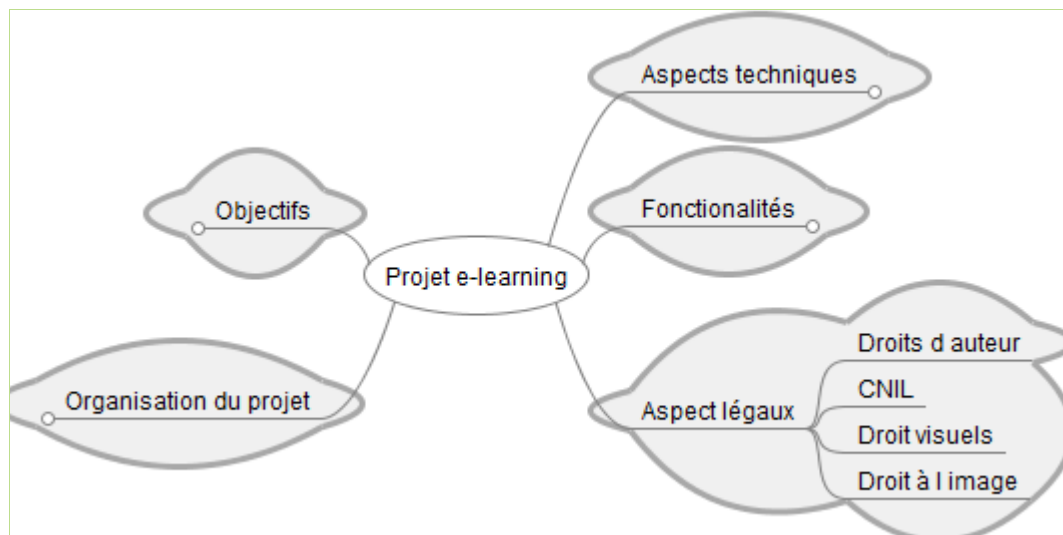 Aspects techniques
Objectifs
Fonctionalités
Projet e-learning
Organisation du projet
Aspect légaux
Droits d auteur
CNIL
Droit visuels
Droit à l image